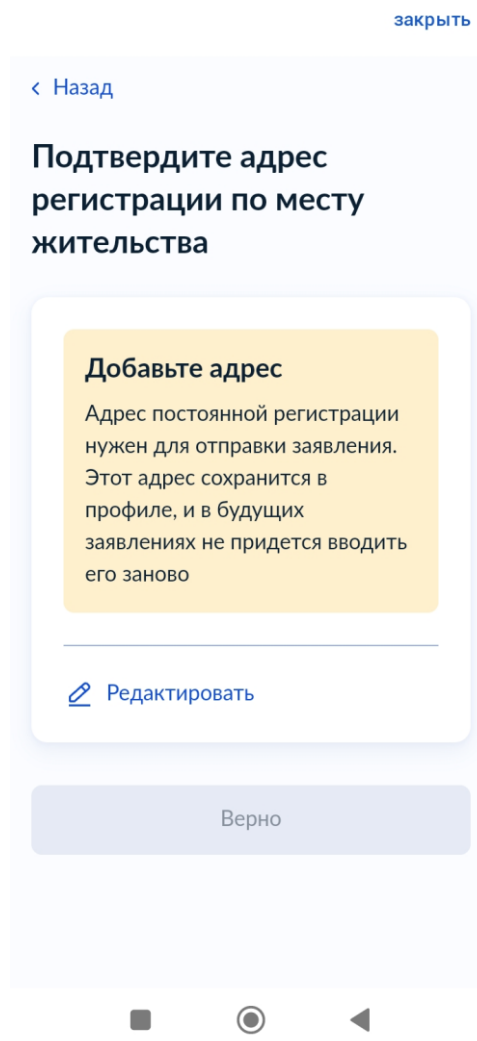 закрыть
Назад
Подтвердите адрес
регистрации по месту
жительства
Добавьте адрес
Адрес постоянной регистрации
нужен для отправки заявления.
Этот адрес сохранится в
профиле, и в будущих
заявлениях не придется вводить
его заново
Редактировать
Верно